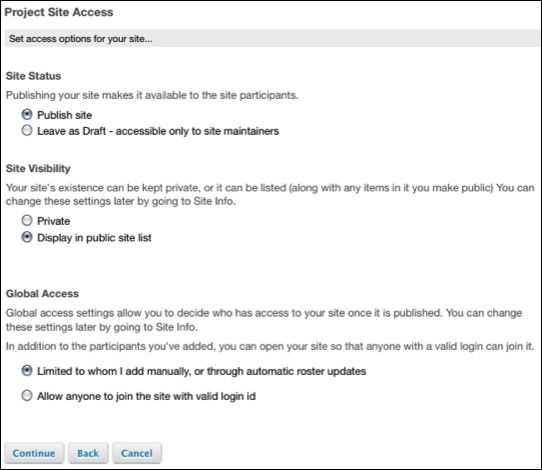 Project Site Access
Set access options for your site...
Site Status
Publishing your site makes it available to the site participants.
Publish site
Leave as Draft - accessible only to site maintainers
Site Visibility
Your site's existence can be kept private, or it can be listed (along with any items in it you make public) You can
change these settings later by going to Site Info.
Private
Display in public site list
Global Access
Global access settings allow you to decide who has access to your site once it is published. You can change
these settings later by going to Site Info.
In addition to the participants you've added, you can open your site so that anyone with a valid login can join it.
Limited to whom I add manually, or through automatic roster updates
Allow anyone to join the site with valid login id
Continue Back Cancel